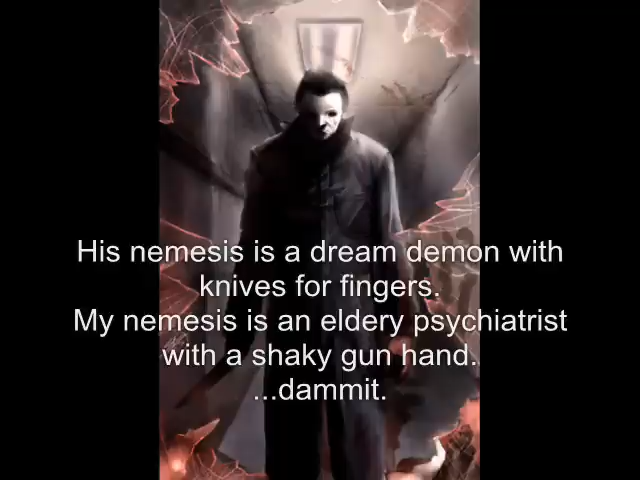 His nemesis is a dream demon with
knives for fingers.
My nemesis is an eldery psychiatrist
with a shaky gun hand.
...dammit.